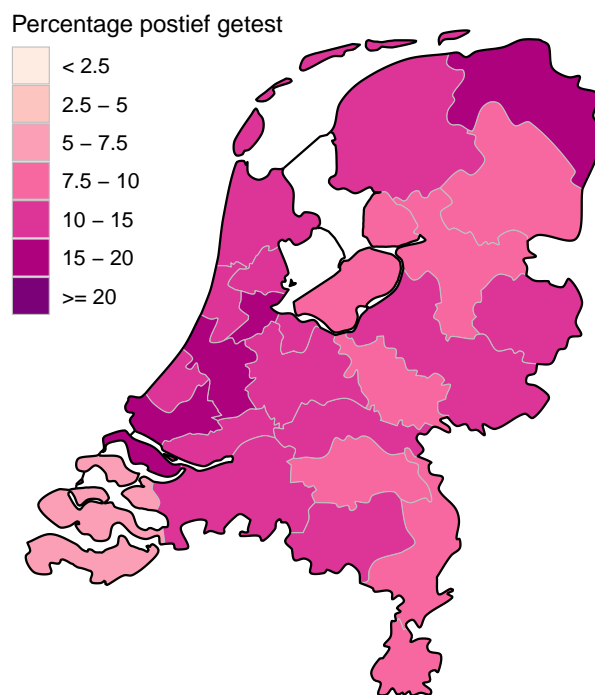 Percentage postief getest
< 2.5
2.5 – 5
5 – 7.5
7.5 – 10
10 – 15
15 – 20
>= 20